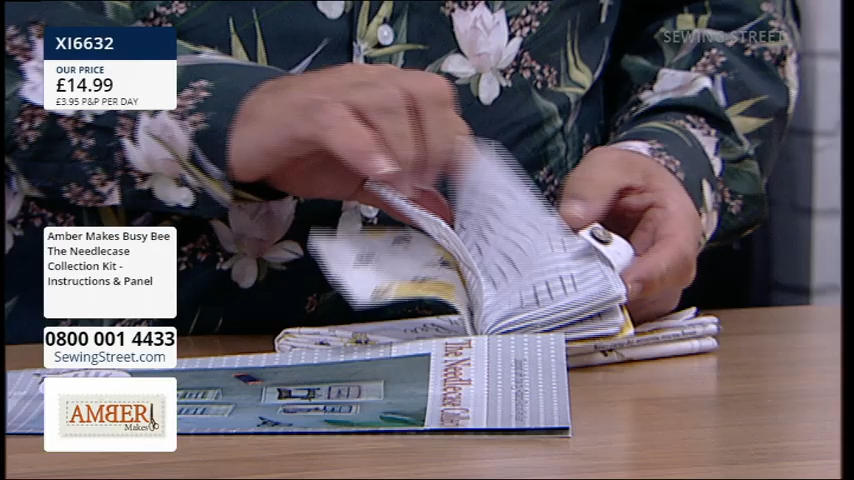 XI6632
OUR PRICE
£14.99
£3.95 P&P PER DAY
SEWING STREET
Amber Makes Busy Bee
The Needlecase
Collection Kit -
Instructions & Panel
0800 001 4433
SewingStreet.com
AMBER
Makes
The Needlecase